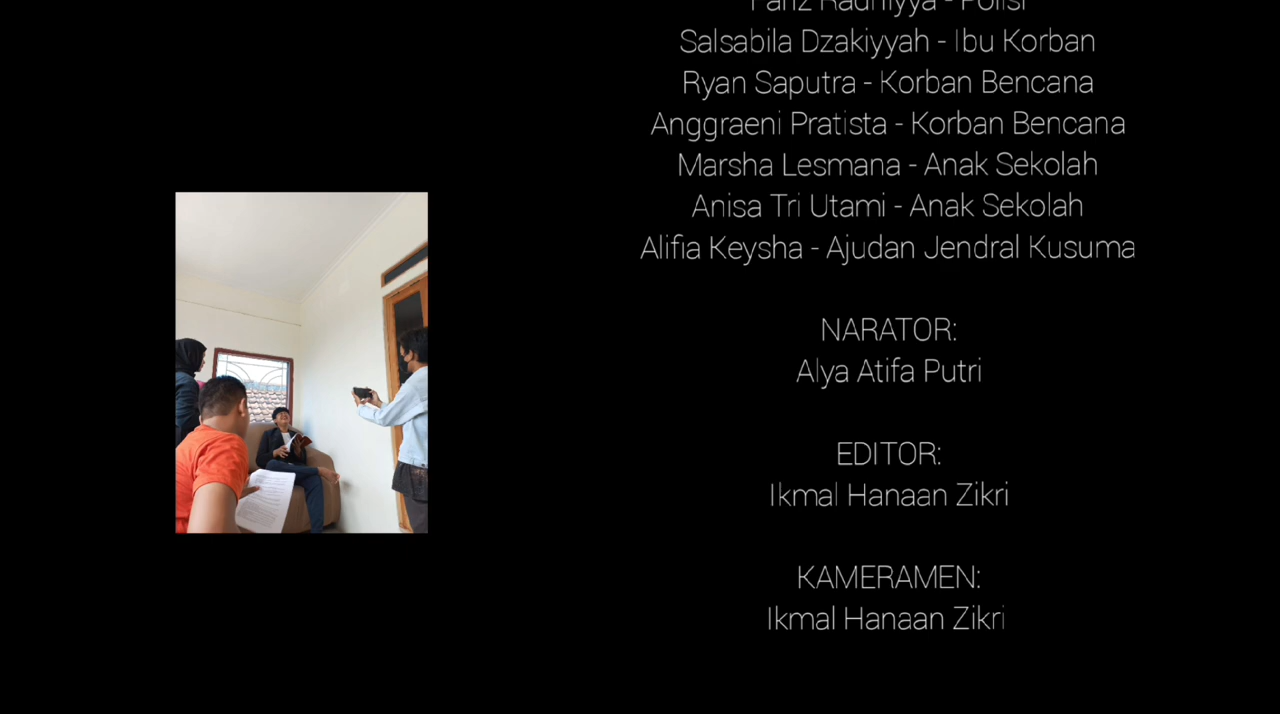 Radhiyya - Polisi
Salsabila Dzakiyyah - Ibu Korban
Ryan Saputra - Korban Bencana
Anggraeni Pratista - Korban Bencana
Marsha Lesmana - Anak Sekolah
Anisa Tri Utami - Anak Sekolah
Alifia Keysha - Ajudan Jendral Kusuma
NARATOR:
Alya Atifa Putri
EDITOR:
Ikmal Hanaan Zikri
KAMERAMEN:
Ikmal Hanaan Zikri